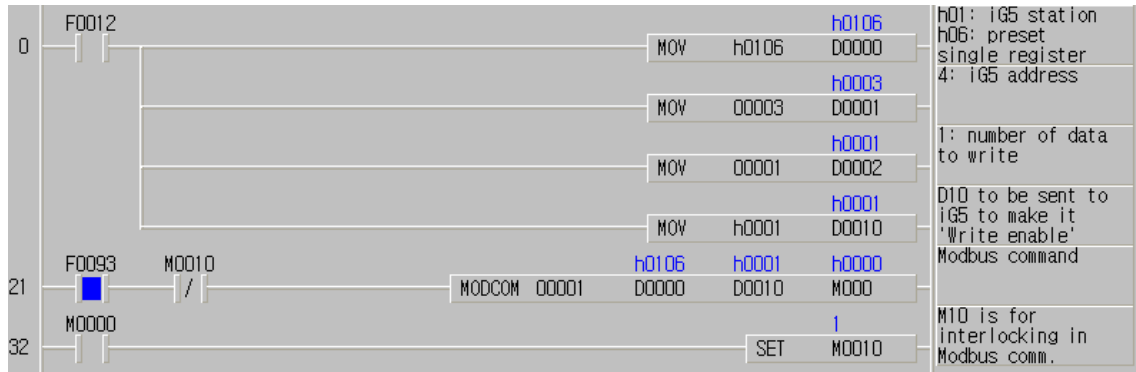 F0012 h0106
0 MOV h0106 D0000
h0003
MOV 00003 D0001
h0001
MOV 00001 D0002
h0001
MOV h0001 D0010
F0093 M0010 h0106 h0001 h0000
21 / MODCOM 00001 D0000 D0010 M000
M0000 1
32 SET M0010
h01: iG5 station
h06: preset
single register
4: iG5 address
1: number of data
to write
D10 to be sent to
iG5 to make it
'Write enable'
Modbus command
M10 is for
interlocking in
Modbus comm.